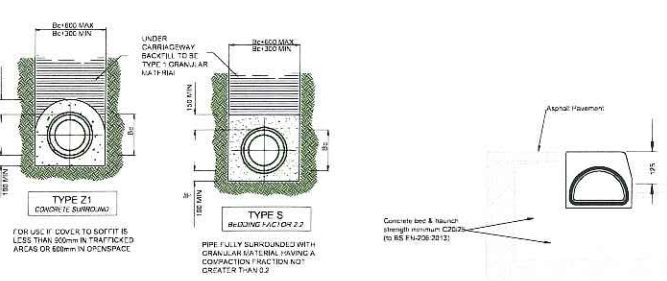 Bc+600 MAX
Bc+300 MIN
UNDER
CARRIAGEWAY
BACKFILL TO BE
TYPE 1 GRANULAR
MATERIAL
Bc
TYPE Z1
CONCRETE SURROUND
FOR USE IF COVER TO SOFFIT IS
LESS THAN 900mm IN TRAFFICKED
AREAS OR 600mm IN OPENSPACE
Bc+600 MAX
Bc+300 MIN
150 MIN
Bc
100 MIN
TYPE S
BEDDING FACTOR 2.2
PIPE FULLY SURROUNDED WITH
GRANULAR MATERIAL HAVING A
COMPACTION FRACTION NOT
GREATER THAN 0.2
Asphalt Pavement
125
Concrete bed & haunch
strength minimum C20/25
(to BS EN-206:2013)